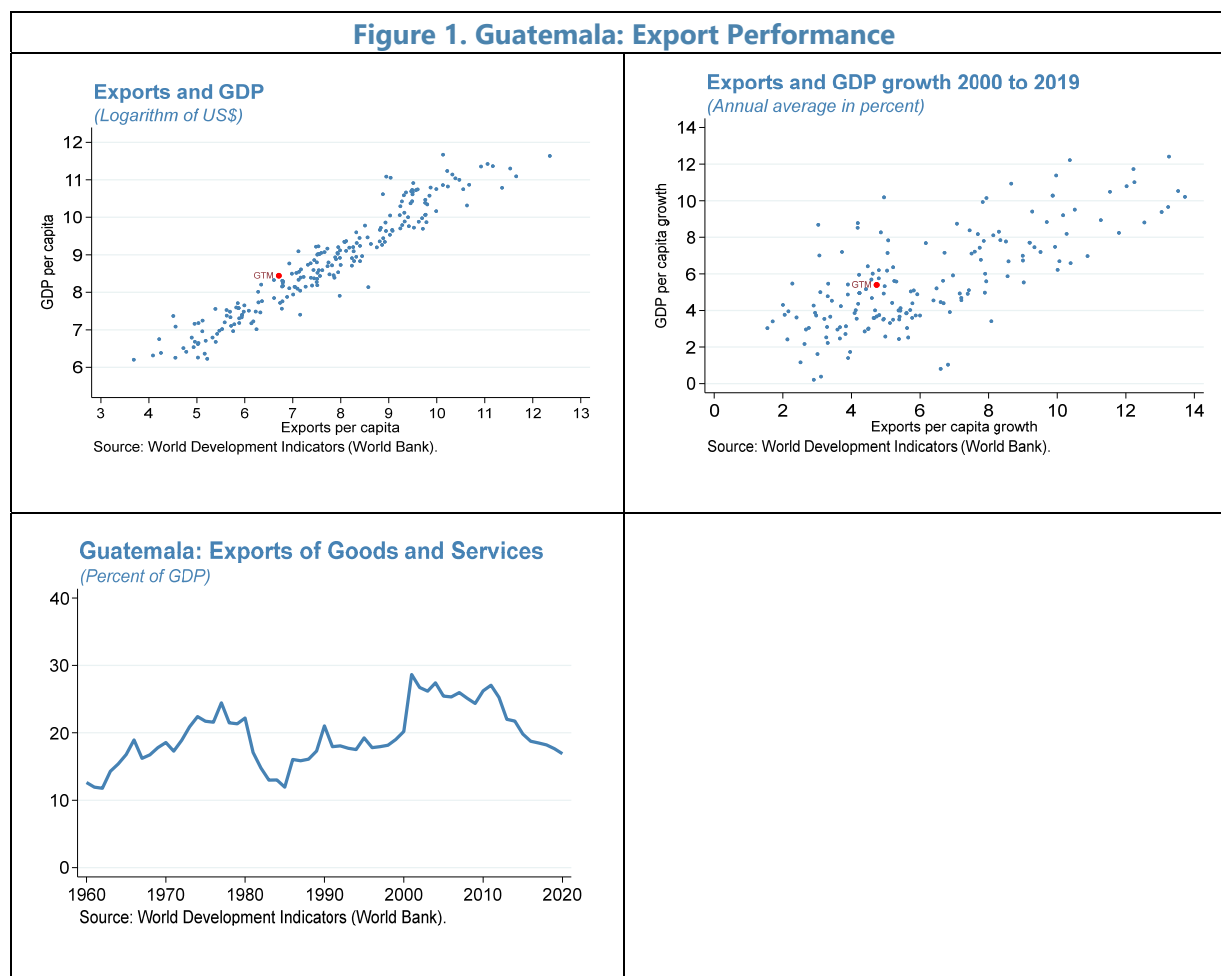 Figure 1. Guatemala: Export Performance
Exports and GDP
(Logarithm of US$)
GDP per capita
12
11
10
9
8
7
6
GTM
3 4 5 6 7 8 9 10 11 12 13
Exports per capita
Source: World Development Indicators (World Bank).
Exports and GDP growth 2000 to 2019
(Annual average in percent)
GDP per capita growth
14
12
10
8
6
4
2
0
GTM
0 2 4 6 8 10 12 14
Exports per capita growth
Source: World Development Indicators (World Bank).
Guatemala: Exports of Goods and Services
(Percent of GDP)
40
30
20
10
0
1960 1970 1980 1990 2000 2010 2020
Source: World Development Indicators (World Bank).